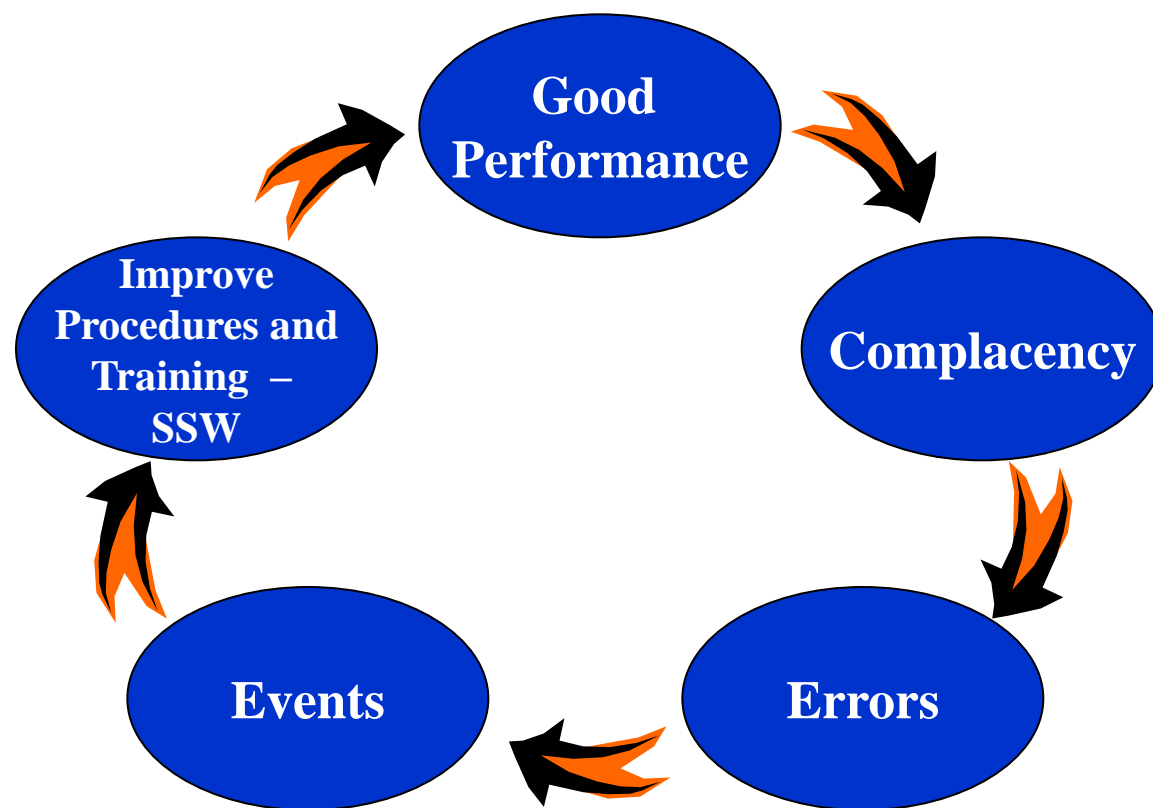 Good
Performance
Complacency
Errors
Events
Improve
Procedures and
Training –
SSW